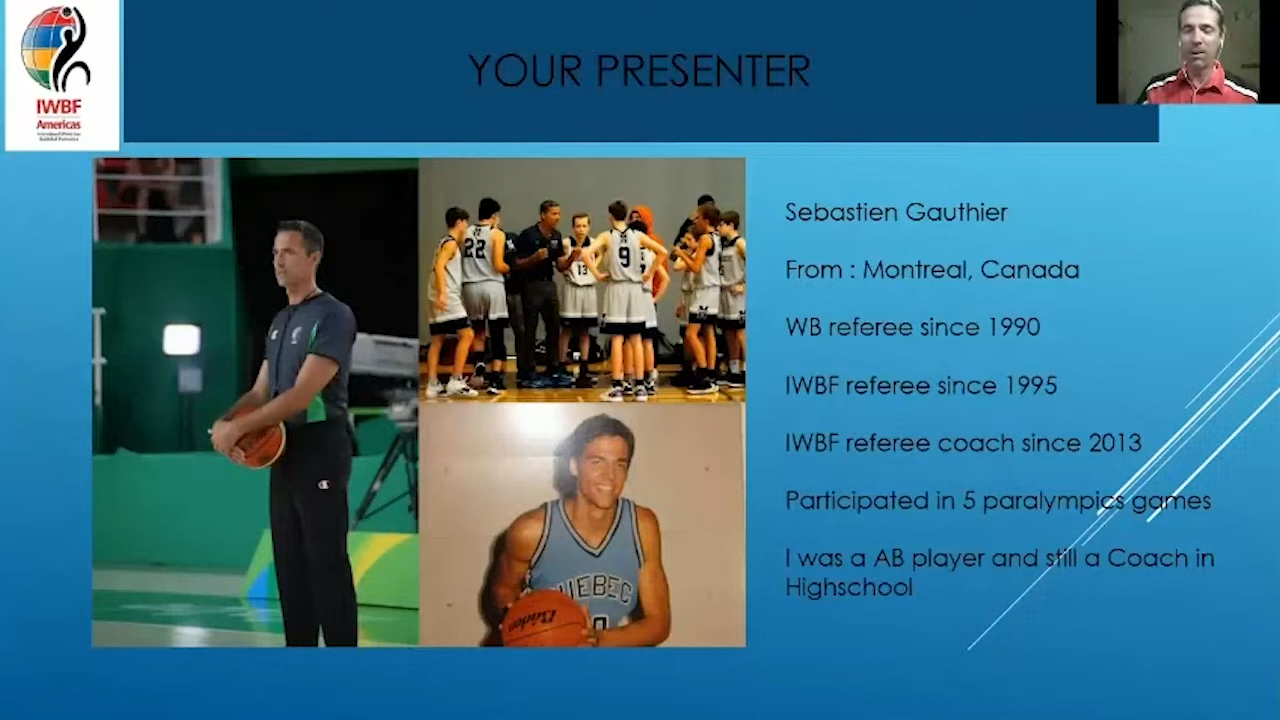 IWBF
Americas
YOUR PRESENTER
22
13
9
QUEBEC
Baden
Sebastien Gauthier
From : Montreal, Canada
WB referee since 1990
IWBF referee since 1995
IWBF referee coach since 2013
Participated in 5 paralympics games
I was a AB player and still a Coach in
Highschool